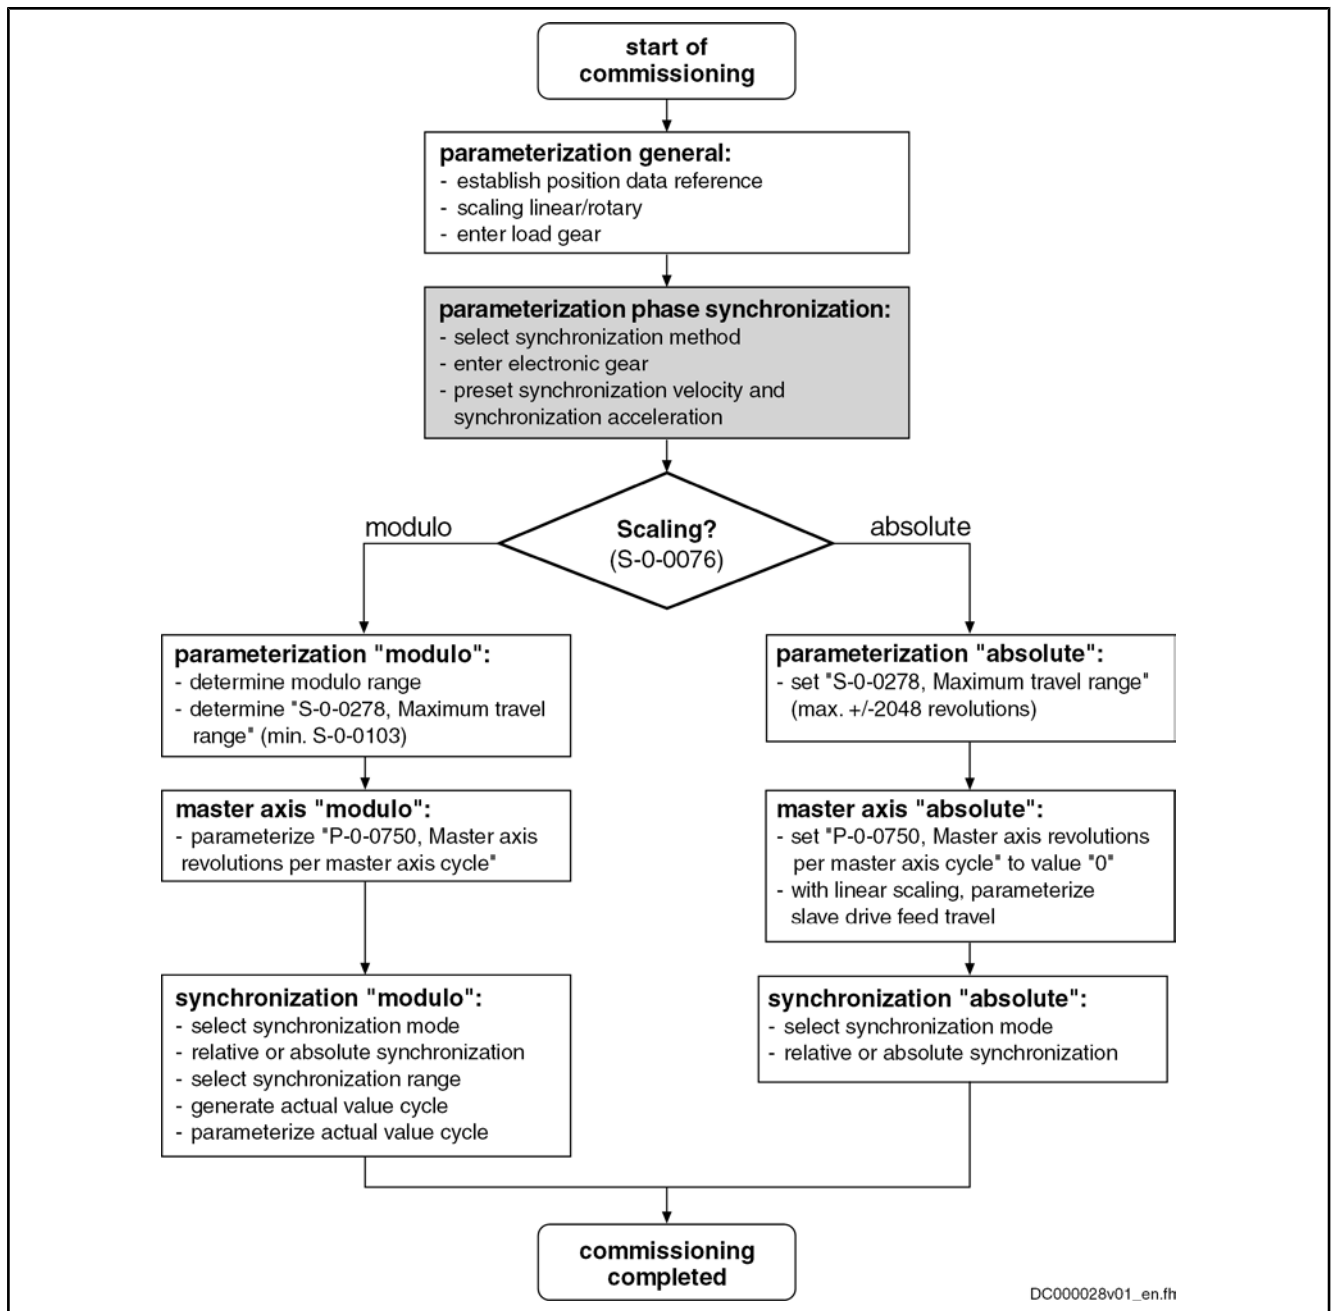 start of
commissioning
parameterization general:
- establish position data reference
- scaling linear/rotary
- enter load gear
parameterization phase synchronization:
- select synchronization method
- enter electronic gear
- preset synchronization velocity and
synchronization acceleration
modulo
Scaling?
(S-0-0076)
absolute
parameterization "modulo":
- determine modulo range
- determine "S-0-0278, Maximum travel
range" (min. S-0-0103)
master axis "modulo":
- parameterize "P-0-0750, Master axis
revolutions per master axis cycle"
synchronization "modulo":
- select synchronization mode
- relative or absolute synchronization
- select synchronization range
- generate actual value cycle
- parameterize actual value cycle
parameterization "absolute":
- set "S-0-0278, Maximum travel range"
(max. +/-2048 revolutions)
master axis "absolute":
- set "P-0-0750, Master axis revolutions
per master axis cycle" to value "0"
- with linear scaling, parameterize
slave drive feed travel
synchronization "absolute":
- select synchronization mode
- relative or absolute synchronization
commissioning
completed
DC000028v01_en.fh